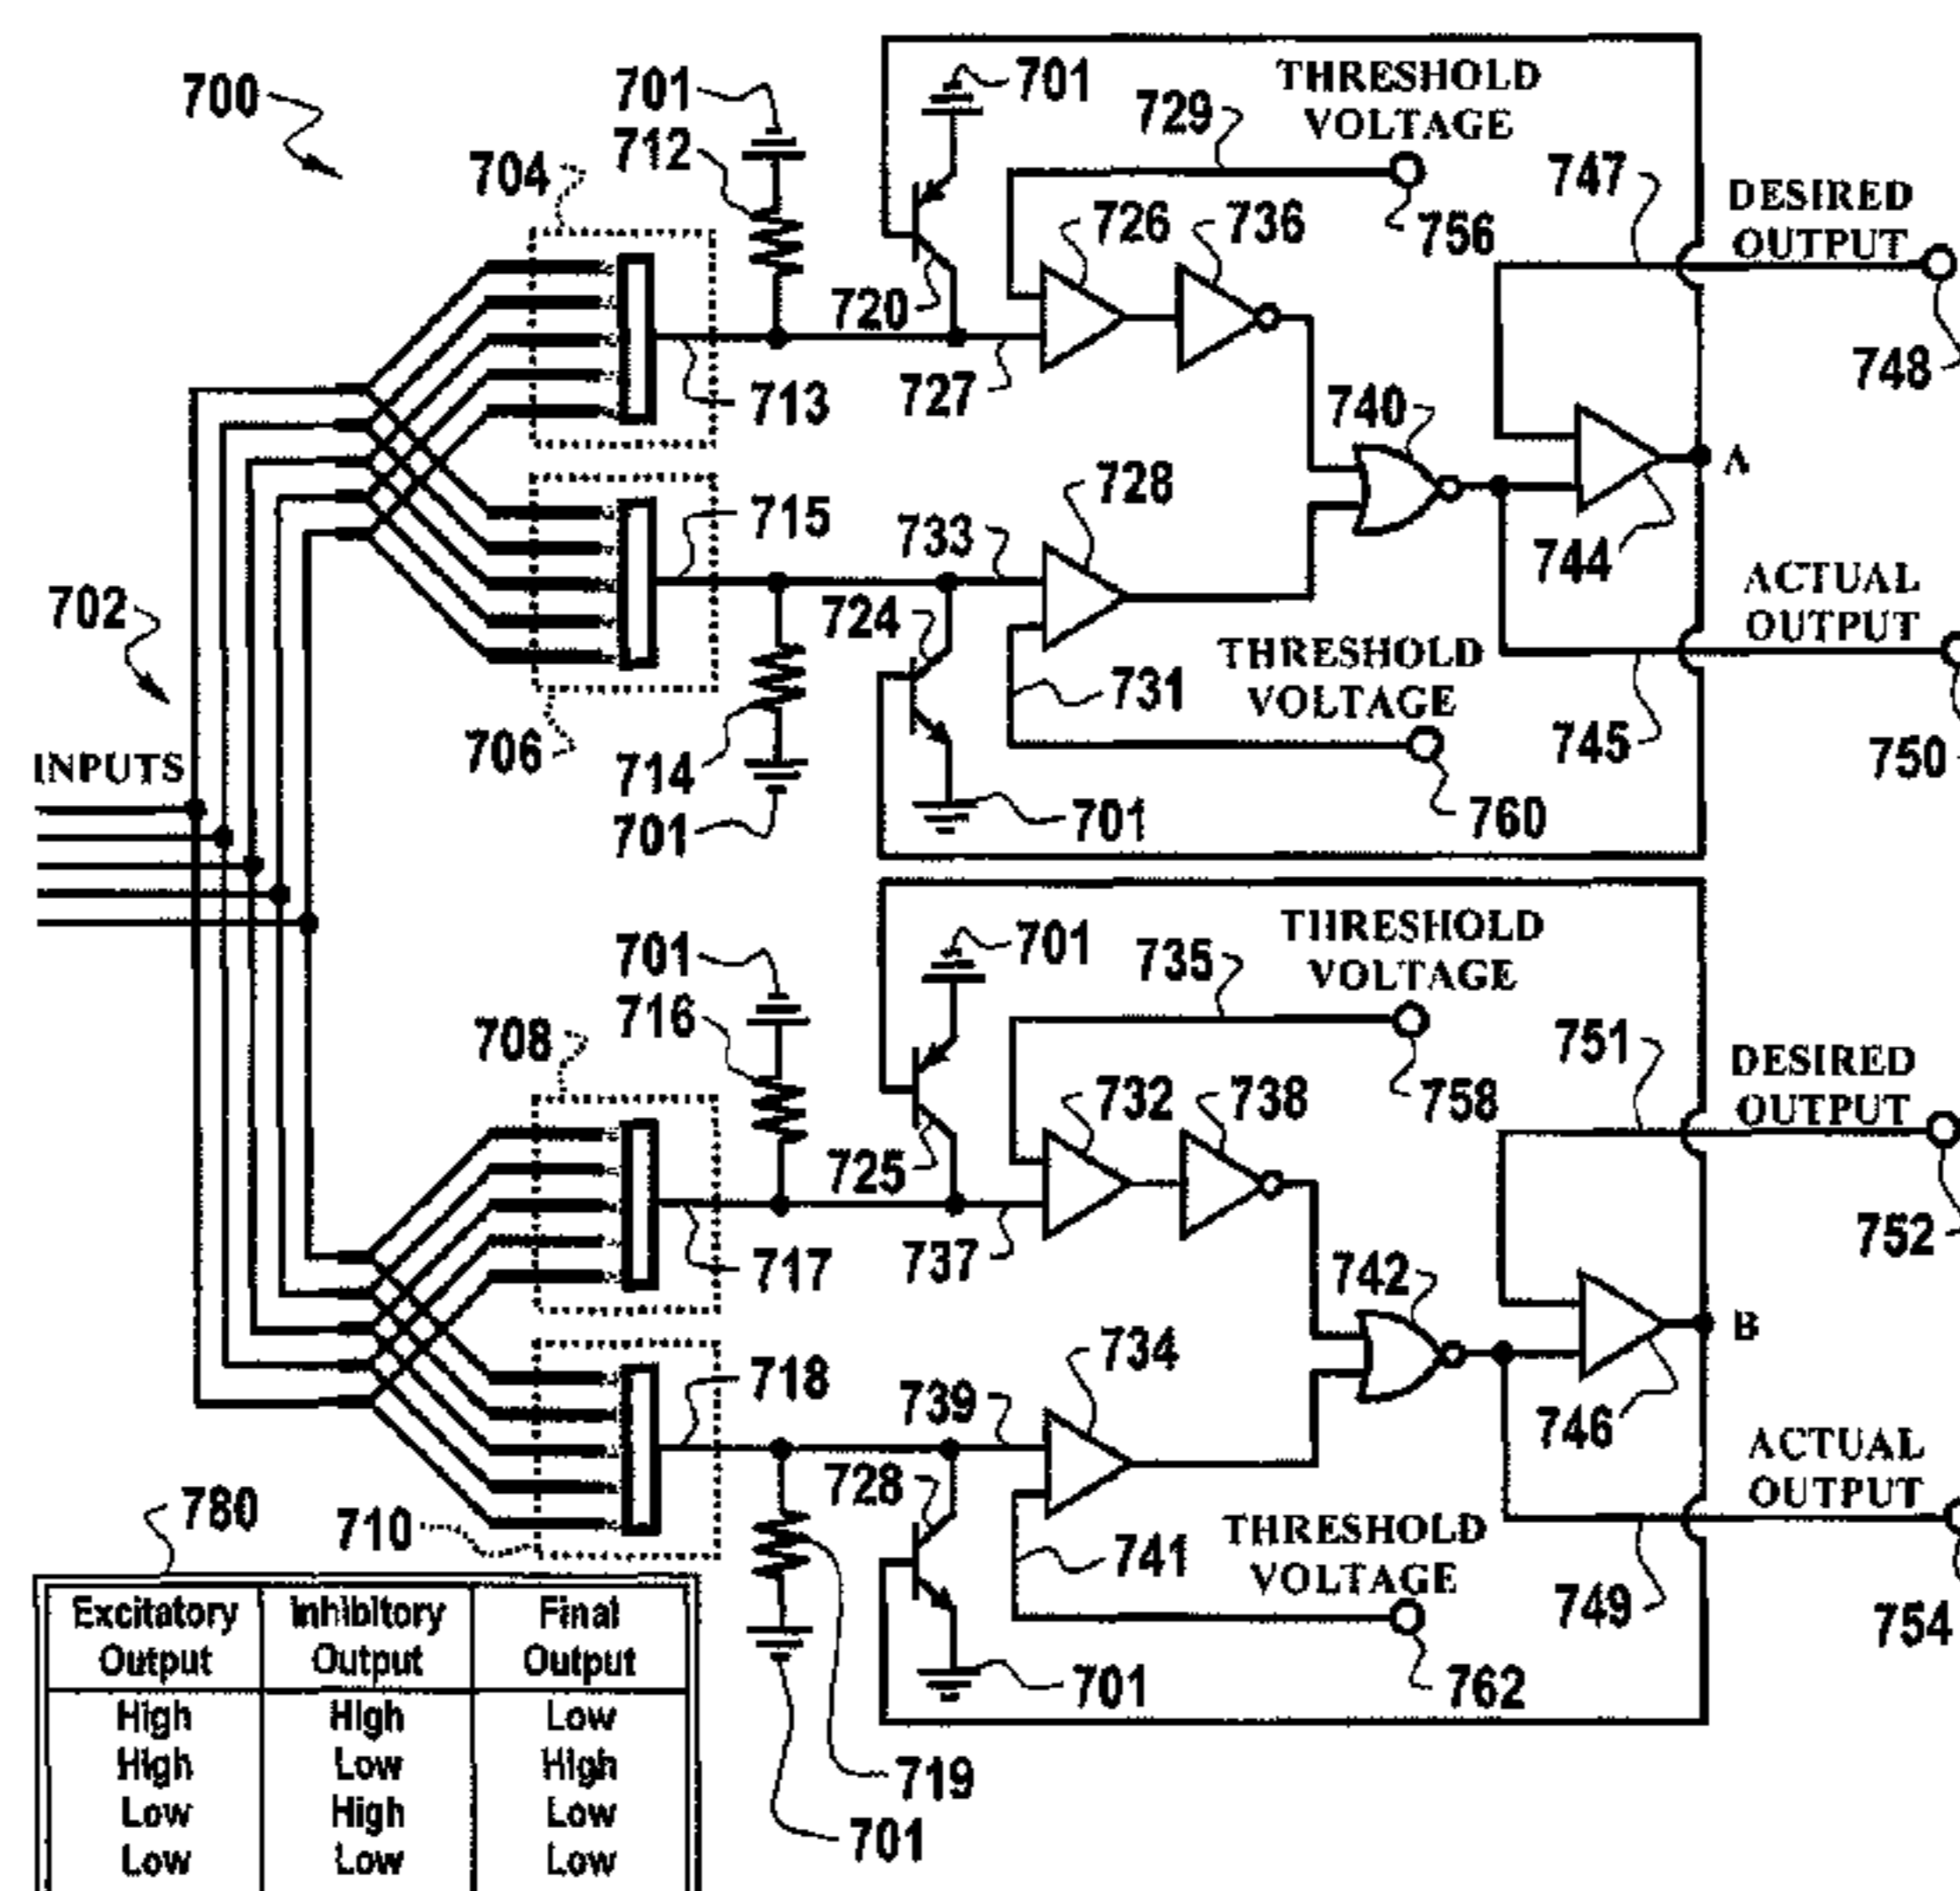 700
701
712
704
701
729
THRESHOLD
VOLTAGE
756
726
736
747
DESIRED
OUTPUT
748
720
713
727
740
A
744
715
733
728
702
724
731
THRESHOLD
VOLTAGE
760
ACTUAL
OUTPUT
745
750
706
714
701
701
INPUTS
701
716
708
701
735
THRESHOLD
VOLTAGE
758
732
738
751
DESIRED
OUTPUT
752
725
717
737
742
B
746
718
739
734
780
710
728
741
THRESHOLD
VOLTAGE
762
ACTUAL
OUTPUT
749
754
701
719
701
Excitatory Output Inhibitory Output Final Output
High High Low
High Low High
Low High Low
Low Low Low